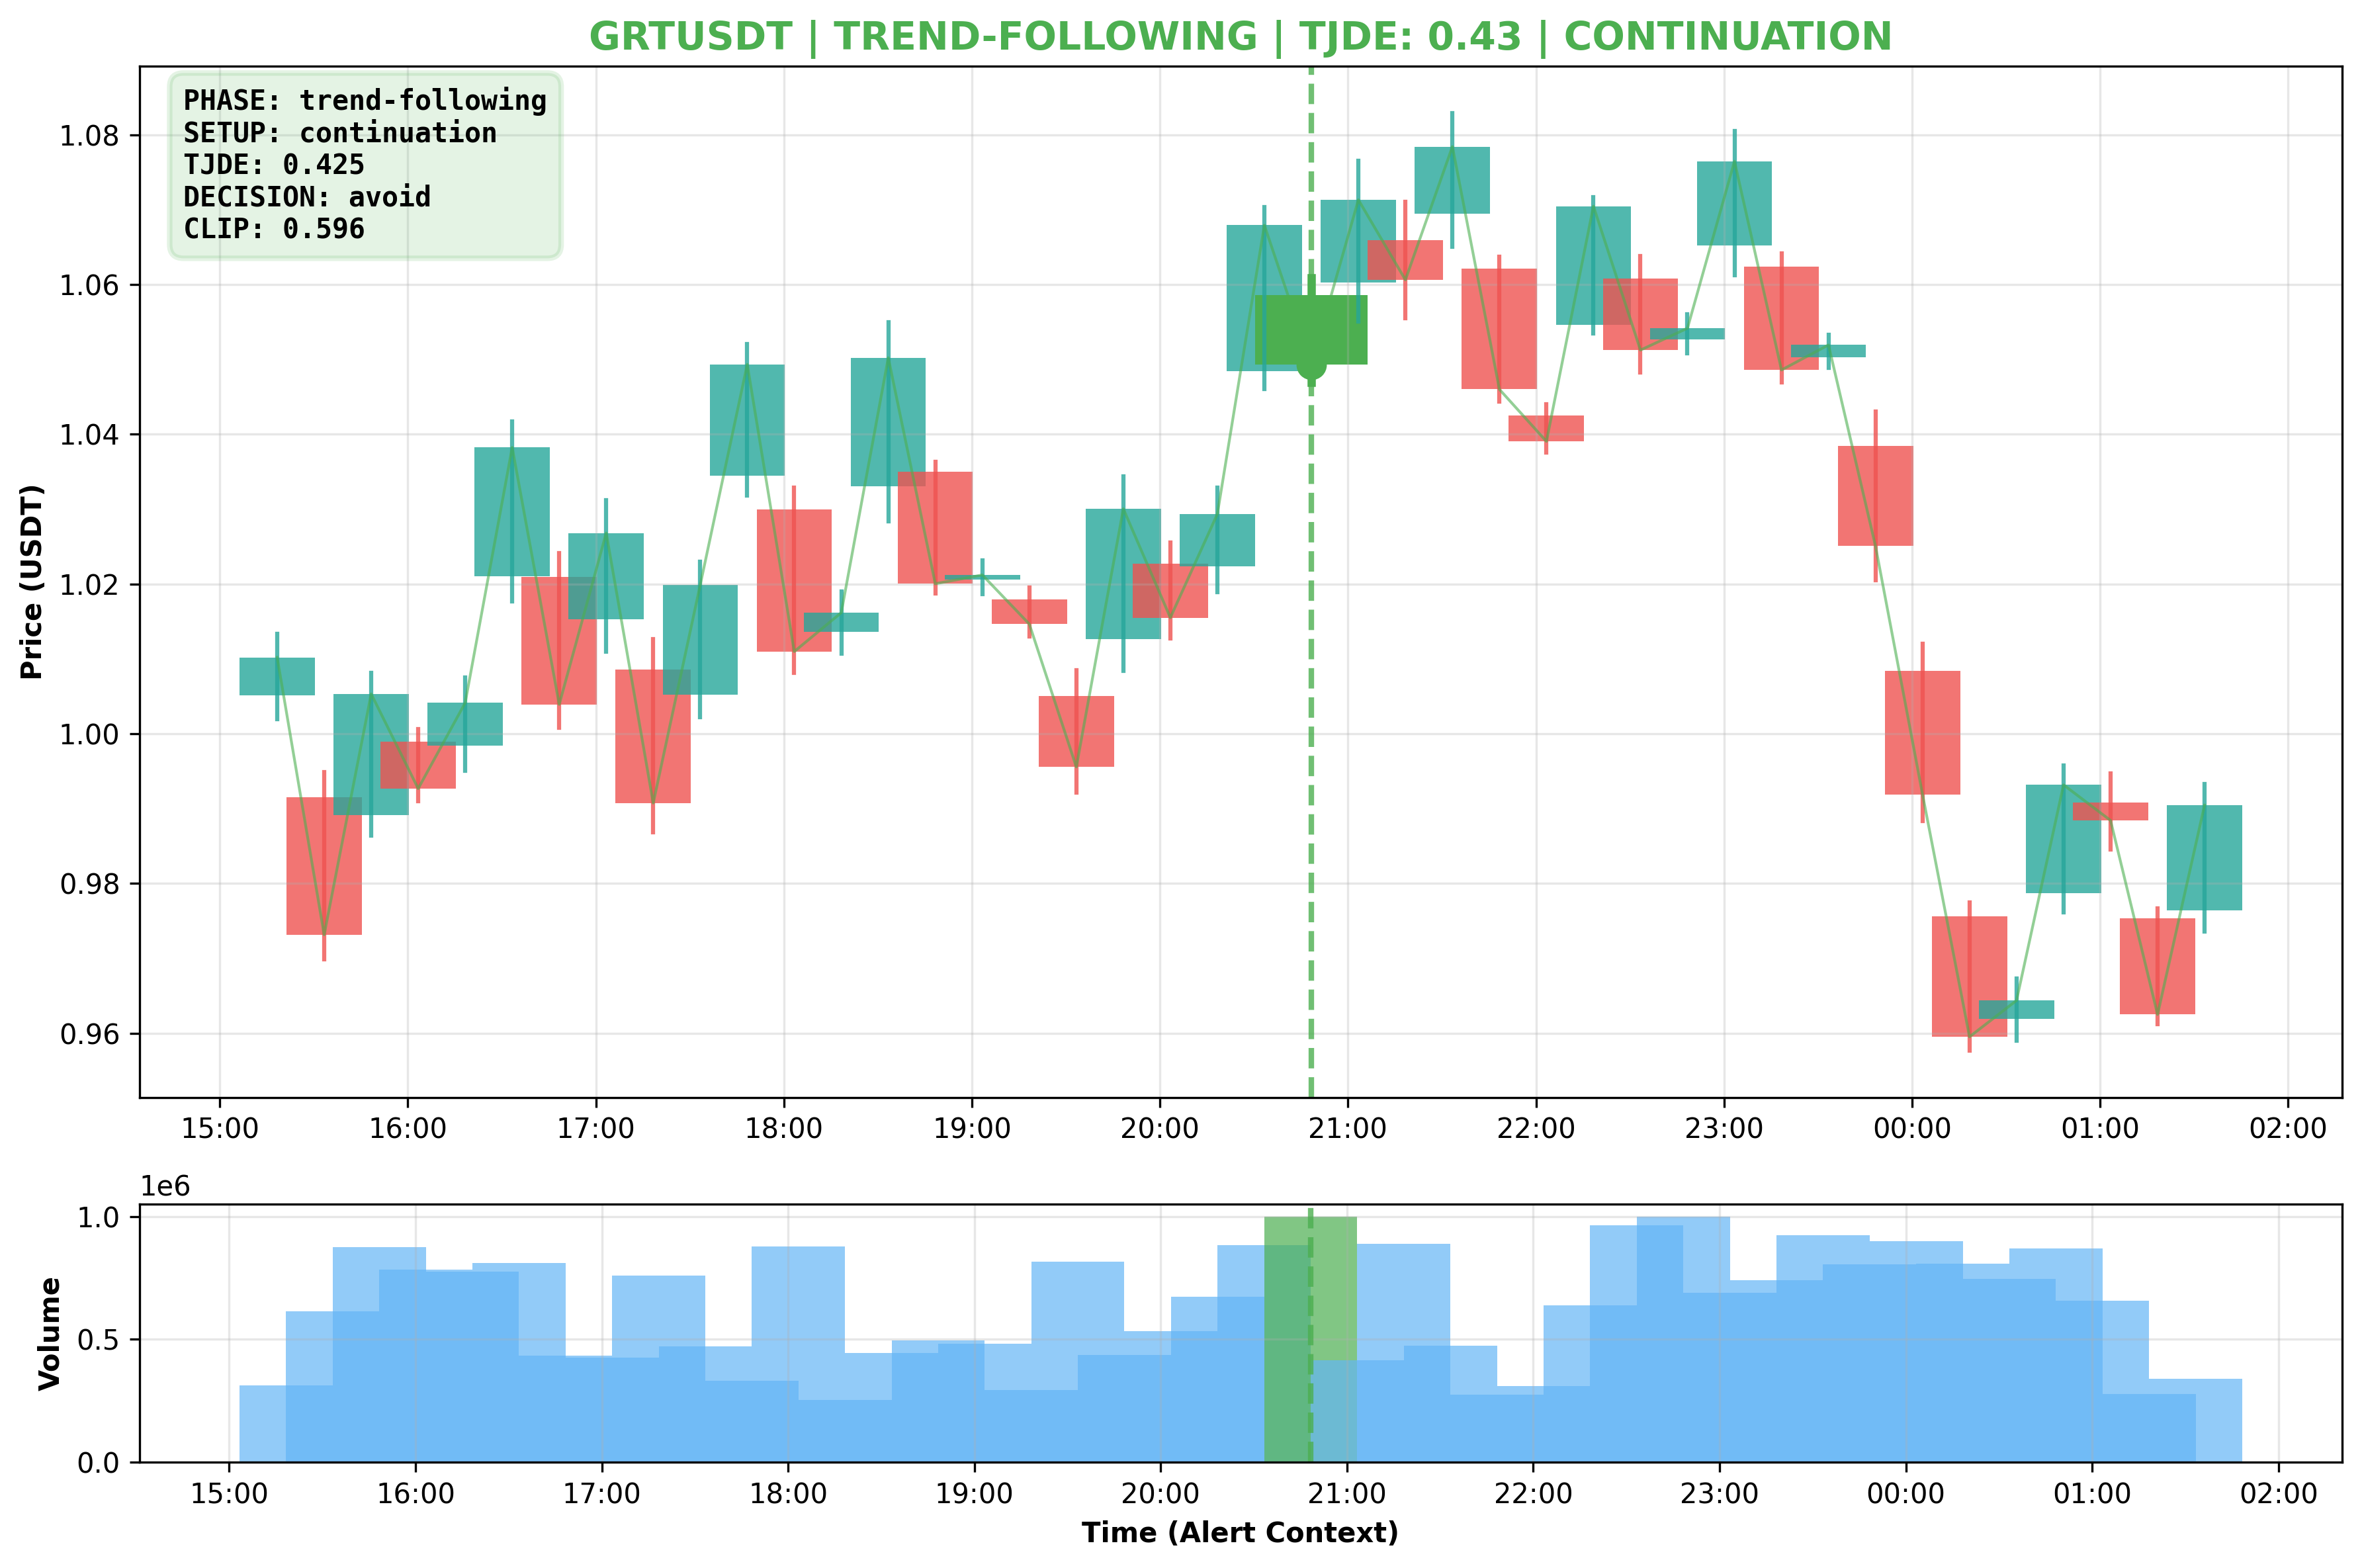 GRTUSDT | TREND-FOLLOWING | TJDE: 0.43 | CONTINUATION
PHASE: trend-following
SETUP: continuation
TJDE: 0.425
DECISION: avoid
CLIP: 0.596
Price (USDT)
1.08
1.06
1.04
1.02
1.00
0.98
0.96
15:00 16:00 17:00 18:00 19:00 20:00 21:00 22:00 23:00 00:00 01:00 02:00
1e6
Volume
1.0
0.5
0.0
15:00 16:00 17:00 18:00 19:00 20:00 21:00 22:00 23:00 00:00 01:00 02:00
Time (Alert Context)